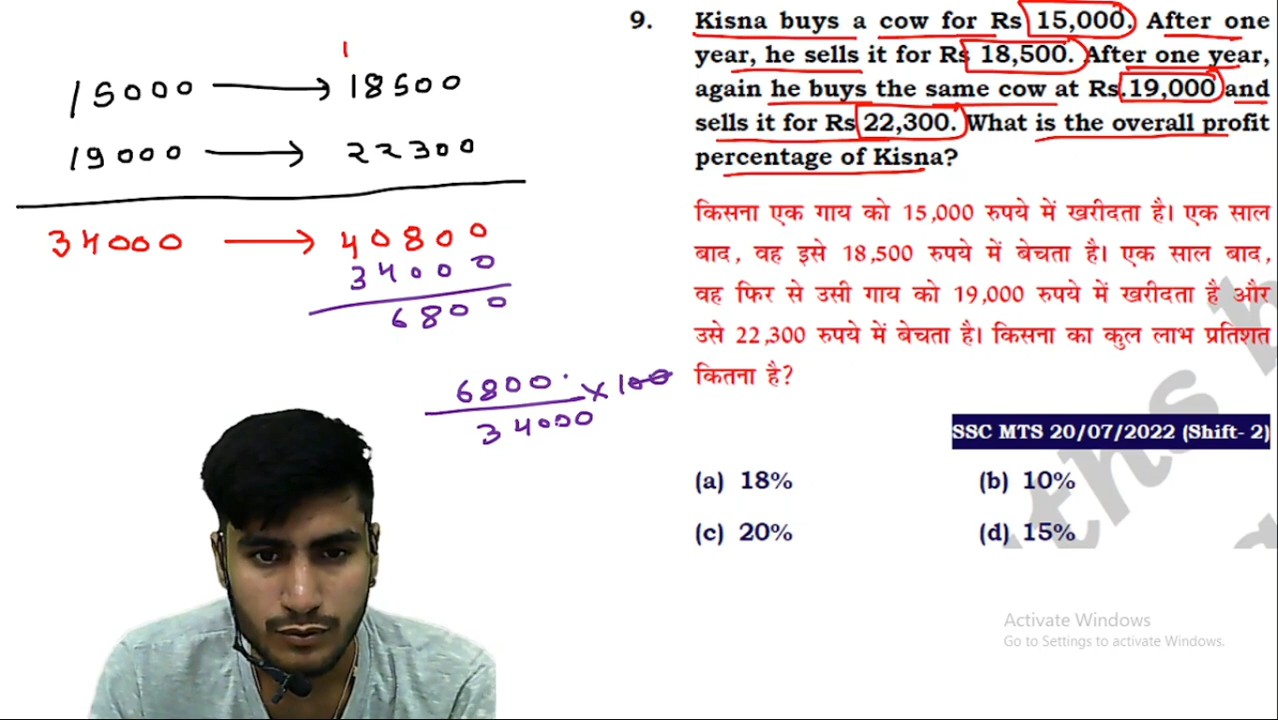 1
15000 → 18500
19000 → 22300
34000 → 40800
34000
6800
6800 × 100
34000
9. Kisna buys a cow for Rs 15,000. After one
year, he sells it for Rs 18,500. After one year,
again he buys the same cow at Rs.19,000 and
sells it for Rs 22,300. What is the overall profit
percentage of Kisna?
किसना एक गाय को 15,000 रुपये में खरीदता है। एक साल
बाद, वह इसे 18,500 रुपये में बेचता है। एक साल बाद,
वह फिर से उसी गाय को 19,000 रुपये में खरीदता है और
उसे 22,300 रुपये में बेचता है। किसना का कुल लाभ प्रतिशत
कितना है?
SSC MTS 20/07/2022 (Shift- 2)
(a) 18% (b) 10%
(c) 20% (d) 15%
Activate Windows
Go to Settings to activate Windows.